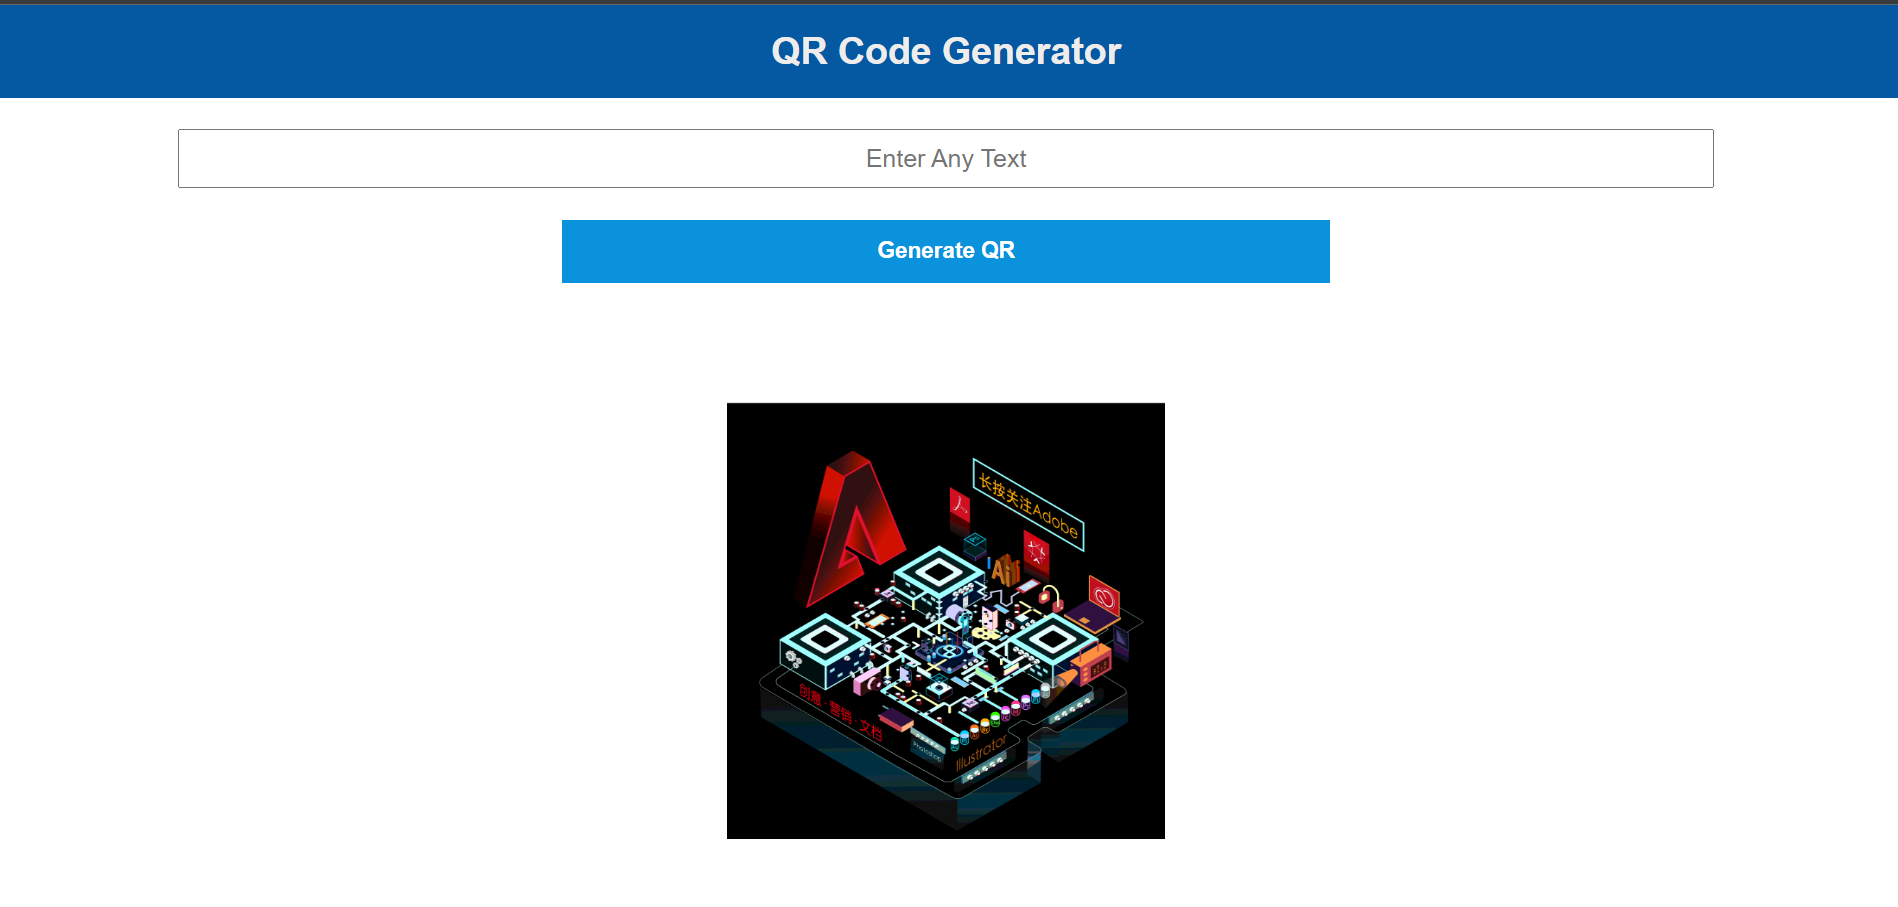 QR Code Generator
Enter Any Text
Generate QR
长按关注Adobe
Ai
创意·营销·文档
Photoshop
Illustrator